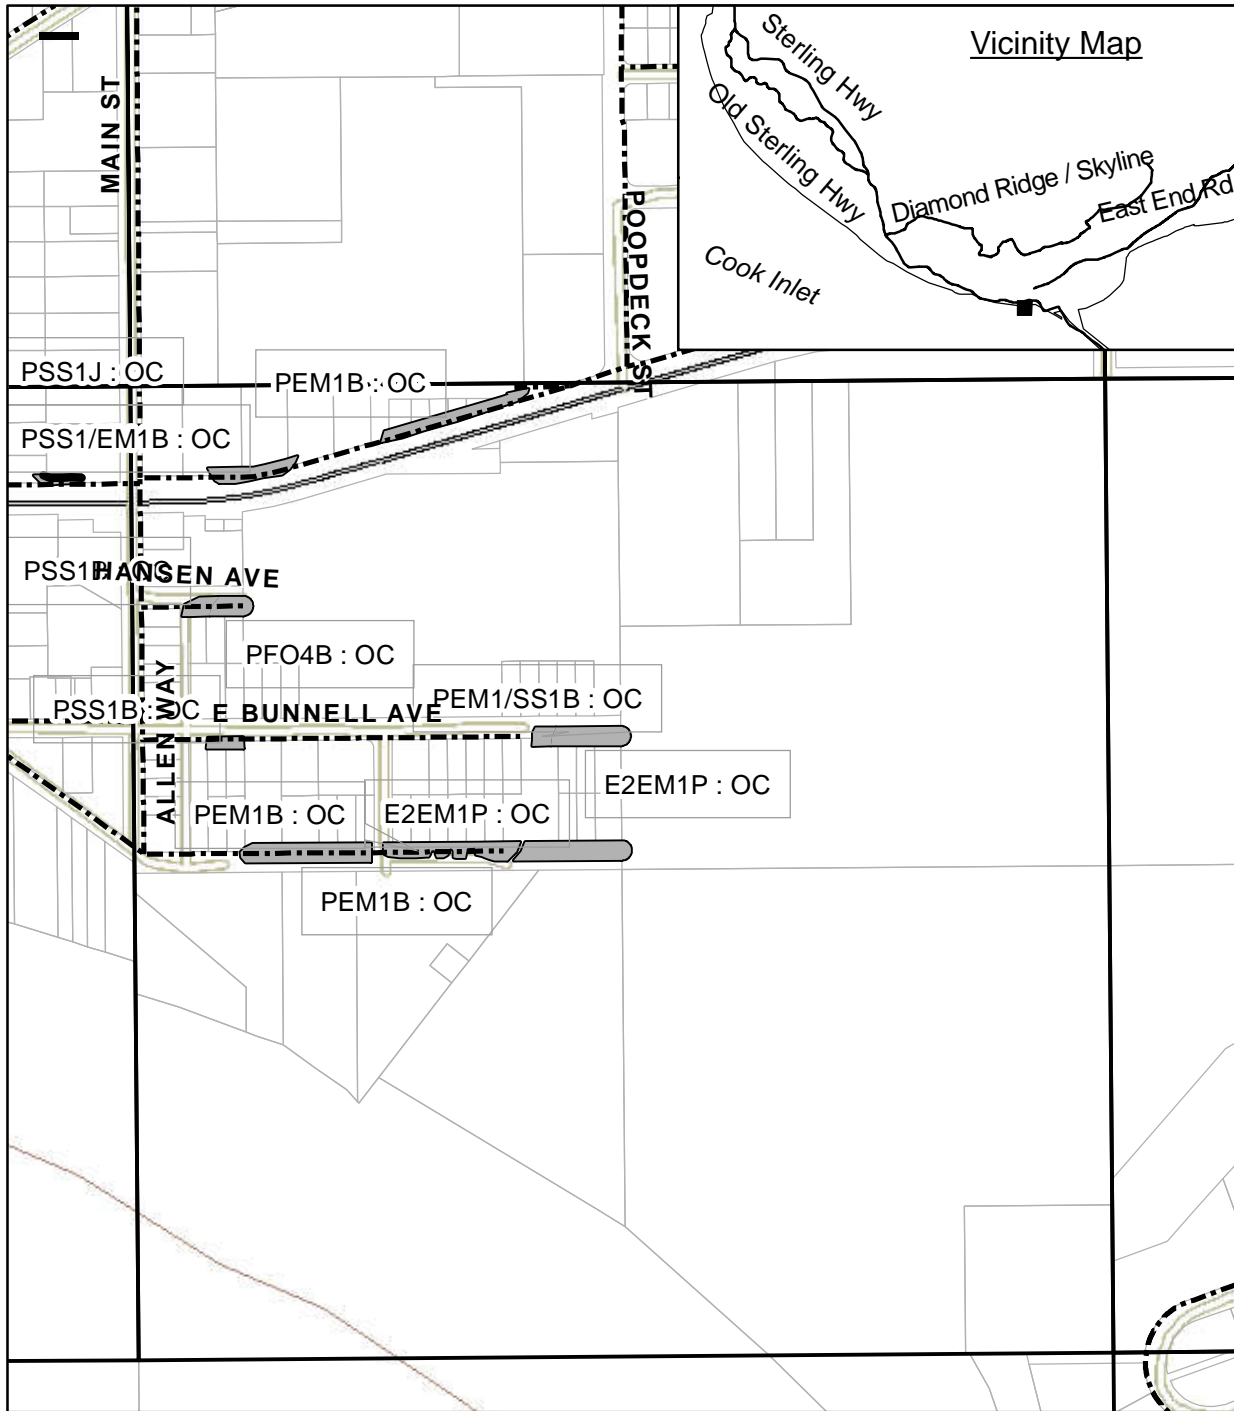 Vicinity Map
Sterling Hwy
Old Sterling Hwy
Diamond Ridge / Skyline
East End Rd
Cook Inlet
MAIN ST
POOPDECK ST
PSS1J : OC
PEM1B : OC
PSS1/EM1B : OC
PSS1B : OC
HANSEN AVE
PFO4B : OC
PEM1/SS1B : OC
PSS1B : OC
E BUNNELL AVE
ALLEN WAY
E2EM1P : OC
PEM1B : OC
E2EM1P : OC
PEM1B : OC